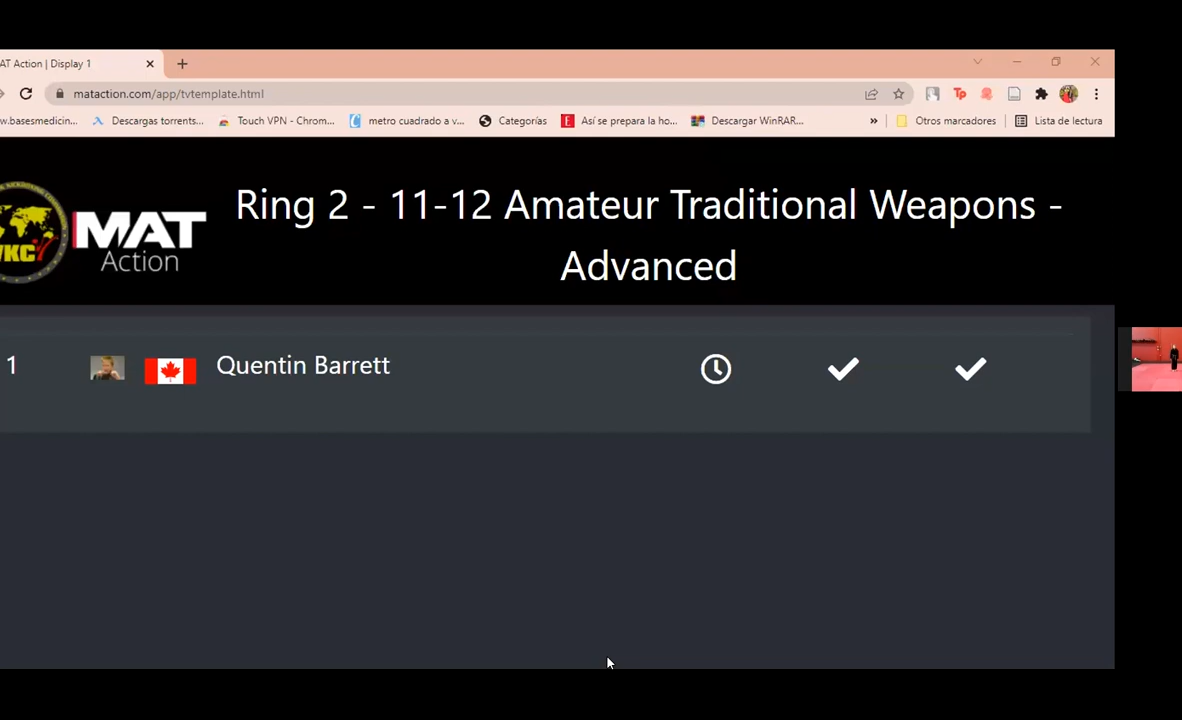 AT Action | Display 1
mataction.com/app/tvtemplate.html
w.basesmedicin... Descargas torrents... Touch VPN - Chrom... metro cuadrado a v... Categorías Así se prepara la ho... Descargar WinRAR... » Otros marcadores Lista de lectura
Ring 2 - 11-12 Amateur Traditional Weapons -
Advanced
MAT
Action
WKC
1 Quentin Barrett